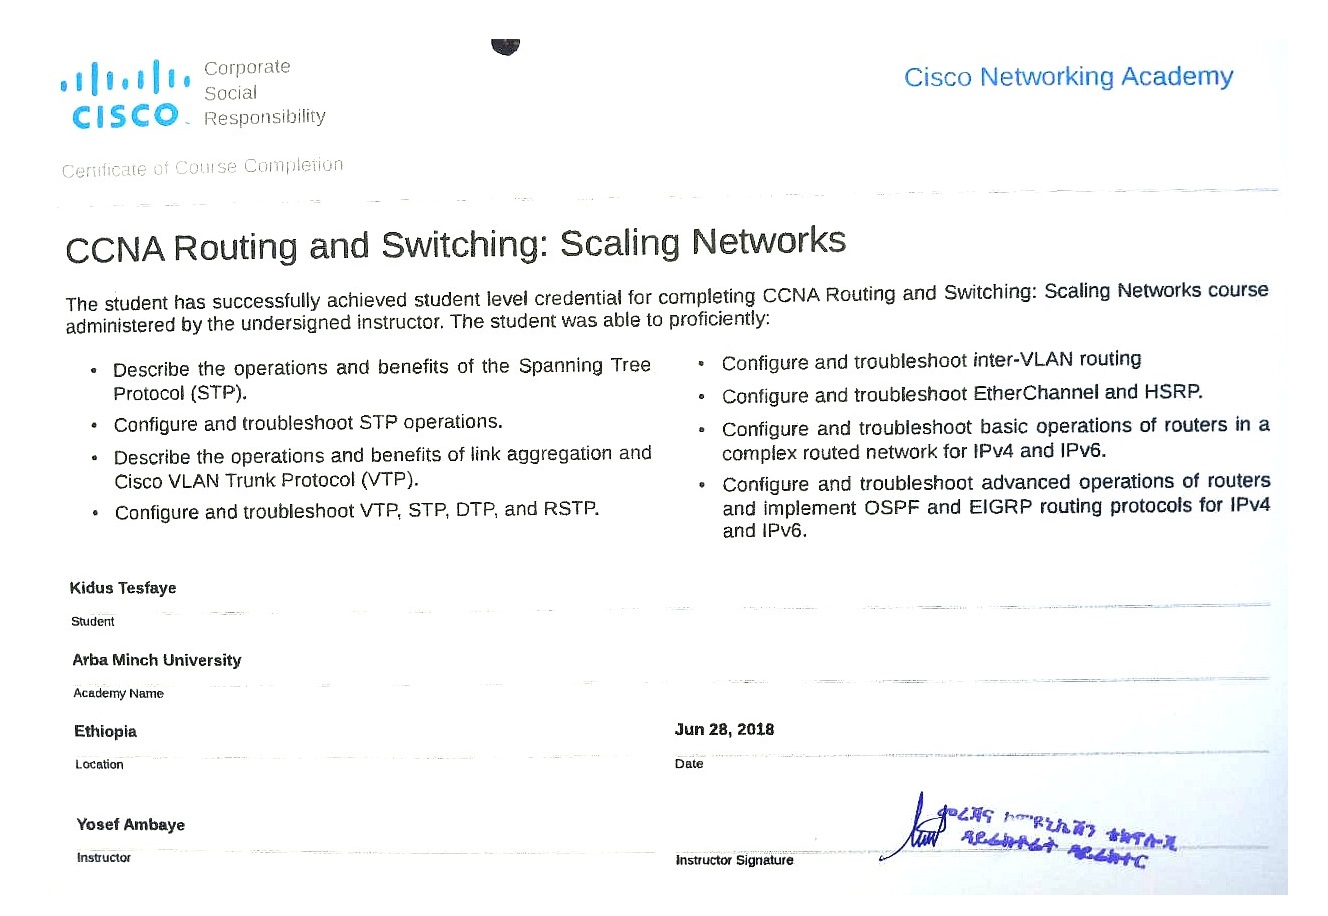 CISCO
Corporate
Social
Responsibility
Cisco Networking Academy
Certificate of Course Completion
CCNA Routing and Switching: Scaling Networks
The student has successfully achieved student level credential for completing CCNA Routing and Switching: Scaling Networks course
administered by the undersigned instructor. The student was able to proficiently:
• Describe the operations and benefits of the Spanning Tree
Protocol (STP).
• Configure and troubleshoot STP operations.
• Describe the operations and benefits of link aggregation and
Cisco VLAN Trunk Protocol (VTP).
• Configure and troubleshoot VTP, STP, DTP, and RSTP.
• Configure and troubleshoot inter-VLAN routing
• Configure and troubleshoot EtherChannel and HSRP.
• Configure and troubleshoot basic operations of routers in a
complex routed network for IPv4 and IPv6.
• Configure and troubleshoot advanced operations of routers
and implement OSPF and EIGRP routing protocols for IPv4
and IPv6.
Kidus Tesfaye
Student
Arba Minch University
Academy Name
Ethiopia
Location
Jun 28, 2018
Date
Yosef Ambaye
Instructor
Instructor Signature
ኮሙዩኒኬሽን ቴክኖሎጂ
ዳይሬክቶሬት ዳይሬክተር